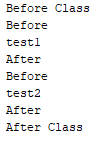 Before Class
Before
test1
After
Before
test2
After
After Class